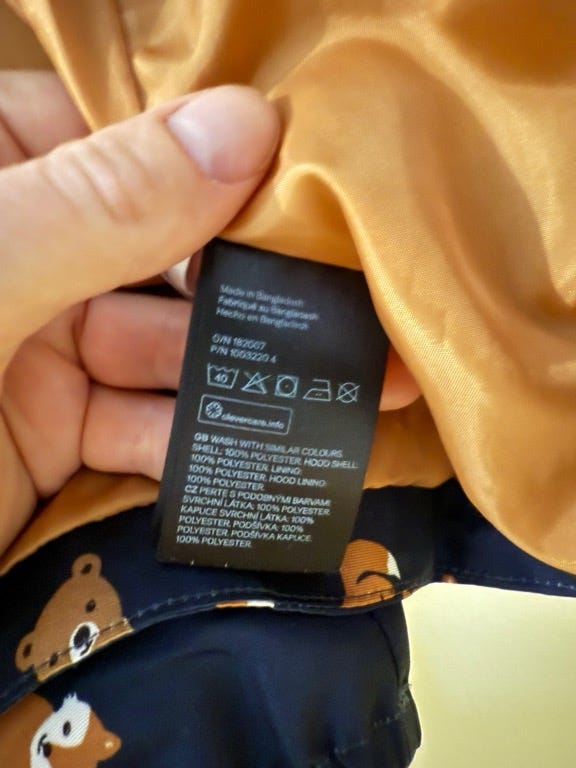 Made in Bangladesh
Fabriqué au Bangladesh
Hecho en Bangladesh
O/N 182007
P/N 1003220 4
40
clevercare.info
GB WASH WITH SIMILAR COLOURS.
SHELL: 100% POLYESTER. HOOD SHELL:
100% POLYESTER. LINING:
100% POLYESTER. HOOD LINING:
100% POLYESTER.
CZ PERTE S PODOBNÝMI BARVAMI
SVRCHNÍ LÁTKA: 100% POLYESTER.
KAPUCE SVRCHNÍ LÁTKA: 100%
POLYESTER. PODŠÍVKA: 100%
POLYESTER. PODŠÍVKA KAPUCE:
100% POLYESTER.